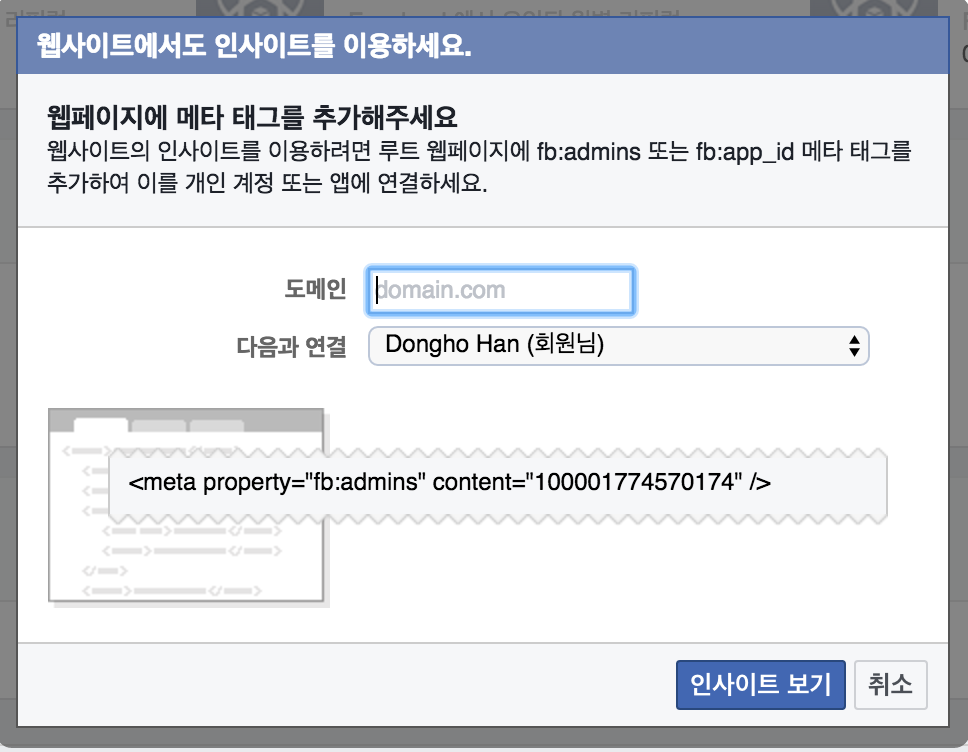 웹사이트에서도 인사이트를 이용하세요.
웹페이지에 메타 태그를 추가해주세요
웹사이트의 인사이트를 이용하려면 루트 웹페이지에 fb:admins 또는 fb:app_id 메타 태그를
추가하여 이를 개인 계정 또는 앱에 연결하세요.
도메인 domain.com
다음과 연결 Dongho Han (회원님)
<meta property="fb:admins" content="100001774570174" />
인사이트 보기 취소